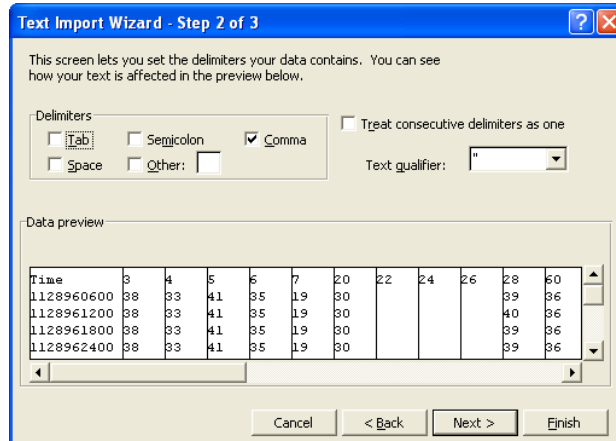 Text Import Wizard - Step 2 of 3
This screen lets you set the delimiters your data contains. You can see
how your text is affected in the preview below.
Delimiters
Tab Semicolon Comma
Space Other:
Treat consecutive delimiters as one
Text qualifier: "
Data preview
Time 3 4 5 6 7 20 22 24 26 28 60
1128960600 38 33 41 35 19 30 39 36
1128961200 38 33 41 35 19 30 40 36
1128961800 38 33 41 35 19 30 39 36
1128962400 38 33 41 35 19 30 39 36
Cancel < Back Next > Finish